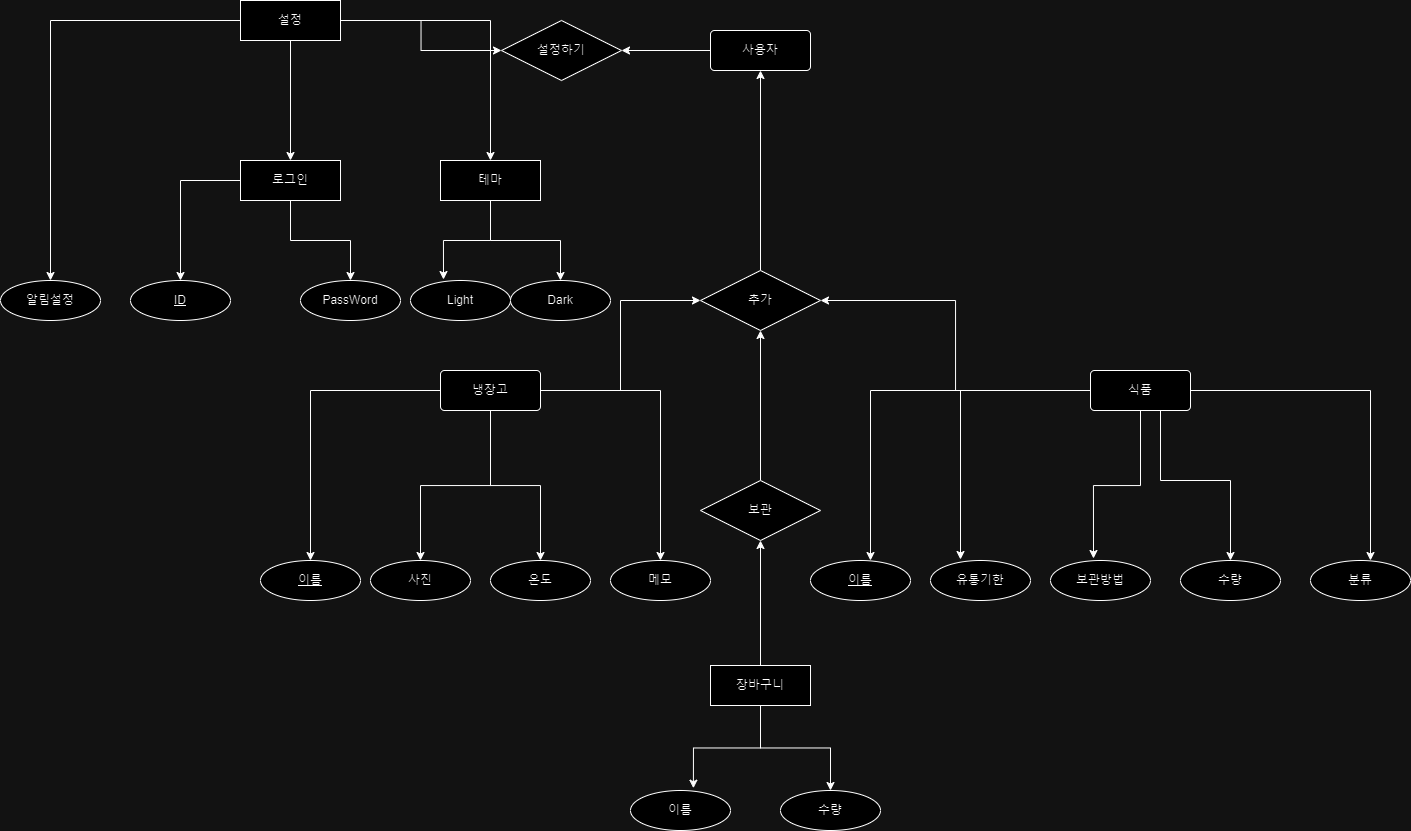 설정
설정하기
사용자
로그인
테마
알림설정
ID
PassWord
Light
Dark
추가
냉장고
식품
보관
이름
사진
온도
메모
이름
유통기한
보관방법
수량
분류
장바구니
이름
수량